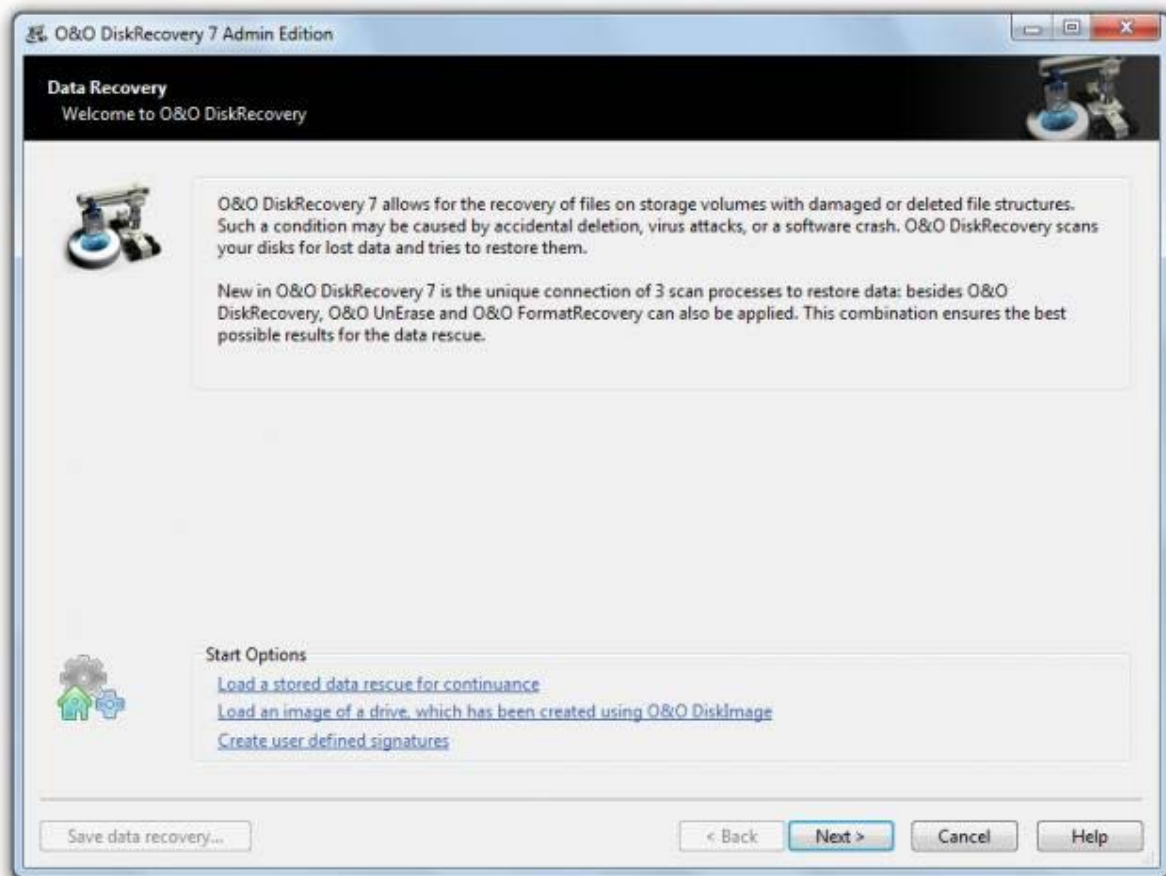 O&O DiskRecovery 7 Admin Edition
Data Recovery
Welcome to O&O DiskRecovery
O&O DiskRecovery 7 allows for the recovery of files on storage volumes with damaged or deleted file structures.
Such a condition may be caused by accidental deletion, virus attacks, or a software crash. O&O DiskRecovery scans
your disks for lost data and tries to restore them.
New in O&O DiskRecovery 7 is the unique connection of 3 scan processes to restore data: besides O&O
DiskRecovery, O&O UnErase and O&O FormatRecovery can also be applied. This combination ensures the best
possible results for the data rescue.
Start Options
Load a stored data rescue for continuance
Load an image of a drive, which has been created using O&O DiskImage
Create user defined signatures
Save data recovery...
< Back
Next >
Cancel
Help